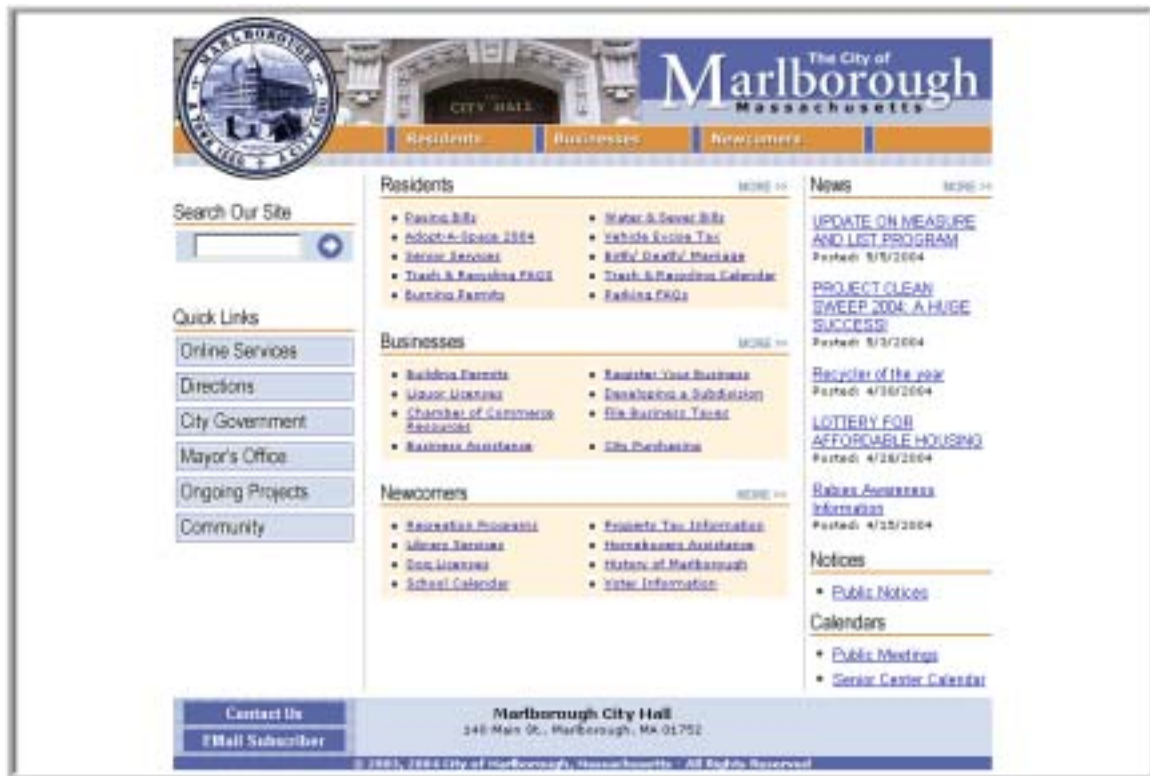 MARLBOROUGH
CITY HALL
The City of
Marlborough
Massachusetts
Residents
Businesses
Newcomers
Search Our Site
Quick Links
Online Services
Directions
City Government
Mayor's Office
Ongoing Projects
Community
Residents MORE >>
Paying Bills
Adopt-A-Space 2004
Senior Services
Trash & Recycling FAQS
Burning Permits
Water & Sewer Bills
Vehicle Excise Tax
Birth/ Death/ Marriage
Trash & Recycling Calendar
Parking FAQs
Businesses MORE >>
Building Permits
Liquor Licenses
Chamber of Commerce
Resources
Business Assistance
Register Your Business
Developing a Subdivision
File Business Taxes
City Purchasing
Newcomers MORE >>
Recreation Programs
Library Services
Dog Licenses
School Calendar
Property Tax Information
Homebuyers Assistance
History of Marlborough
Voter Information
News MORE >>
UPDATE ON MEASURE
AND LIST PROGRAM
Posted: 5/5/2004
PROJECT CLEAN
SWEEP 2004: A HUGE
SUCCESS!
Posted: 5/3/2004
Recycler of the year
Posted: 4/30/2004
LOTTERY FOR
AFFORDABLE HOUSING
Posted: 4/26/2004
Rabies Awareness
Information
Posted: 4/15/2004
Notices
Public Notices
Calendars
Public Meetings
Senior Center Calendar
Contact Us
EMail Subscriber
Marlborough City Hall
140 Main St., Marlborough, MA 01752
© 2003, 2004 City of Marlborough, Massachusetts - All Rights Reserved